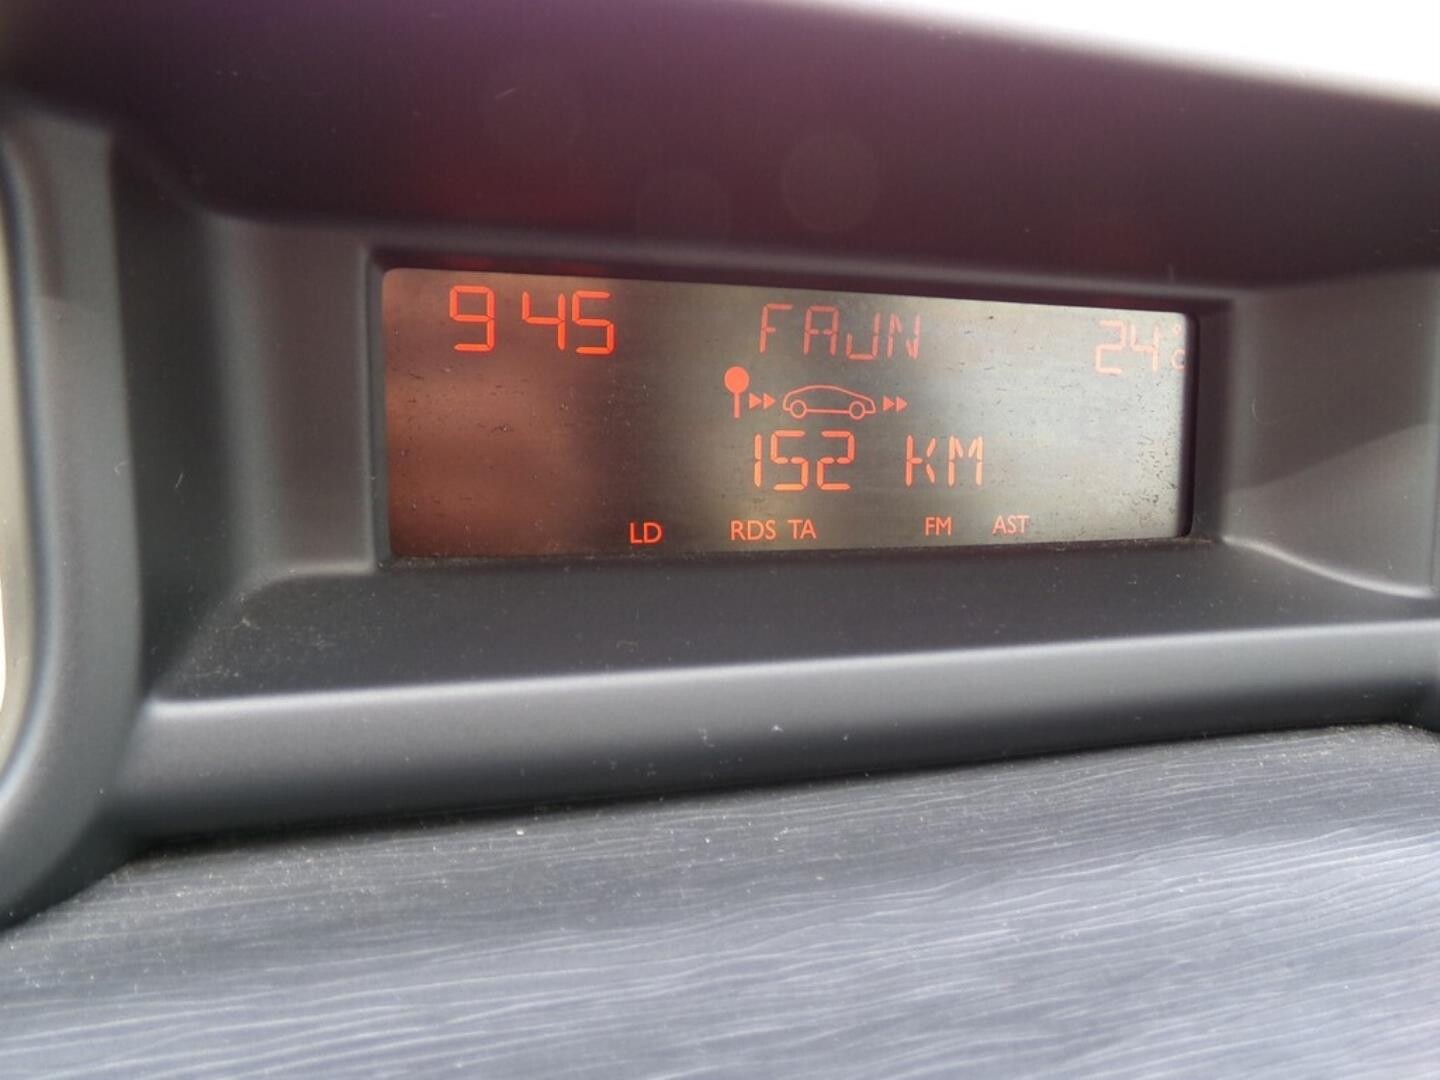 9 45 FAJN 24°C
152 KM
LD RDS TA FM AST